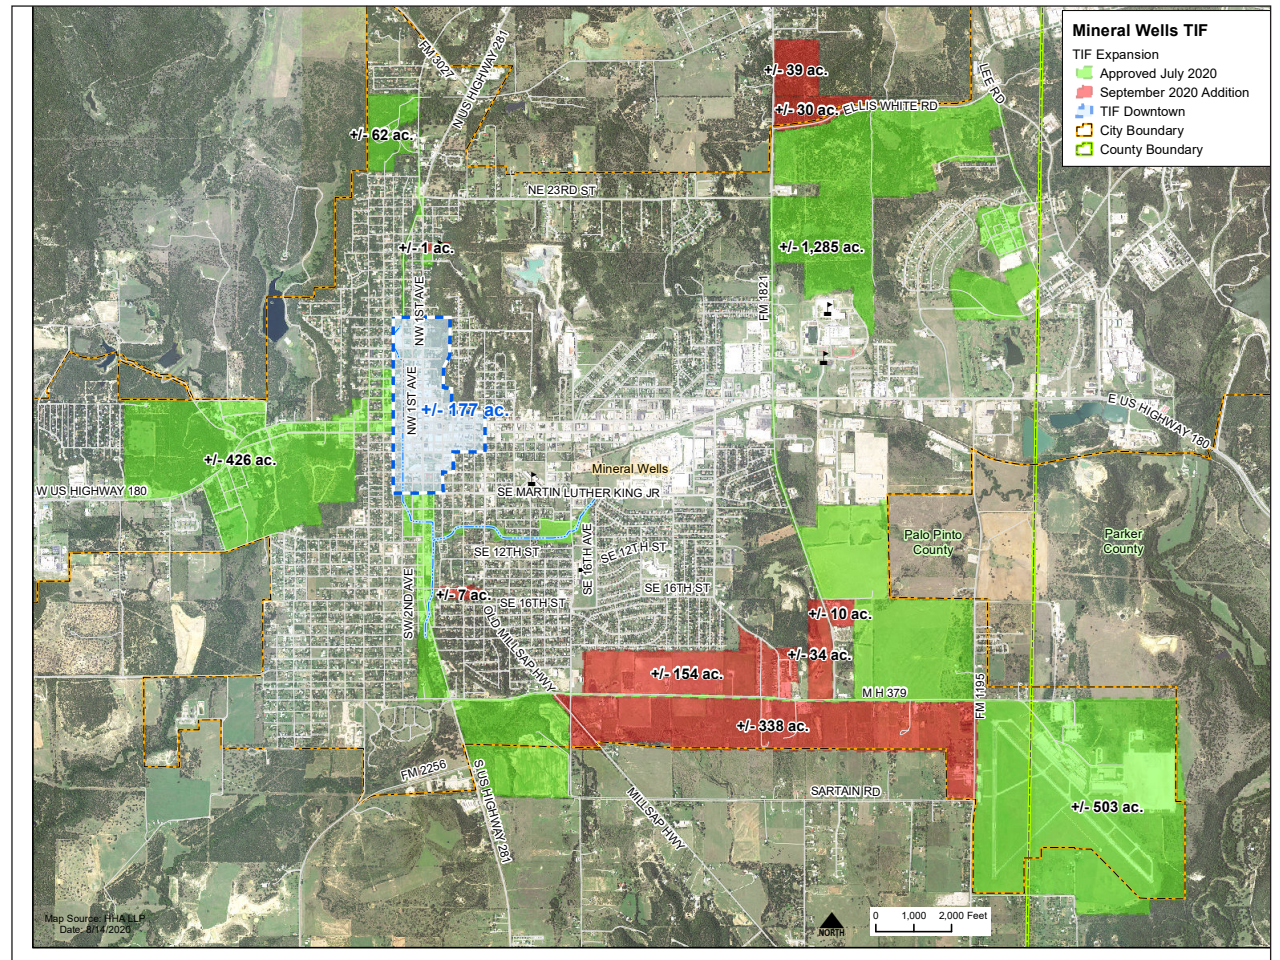 Mineral Wells TIF
TIF Expansion
Approved July 2020
September 2020 Addition
TIF Downtown
City Boundary
County Boundary
FM 3027
N US HIGHWAY 281
LEE RD
+/- 39 ac.
+/- 30 ac.
ELLIS WHITE RD
+/- 62 ac.
NE 23RD ST
+/- 1 ac.
+/- 1,285 ac.
FM 1821
NW 1ST AVE
NW 1ST AVE
+/- 177 ac.
E US HIGHWAY 180
+/- 426 ac.
Mineral Wells
W US HIGHWAY 180
SE MARTIN LUTHER KING JR
Palo Pinto
County
Parker
County
SE 12TH ST
SE 16TH AVE
SE 12TH ST
SW 2ND AVE
+/- 7 ac.
SE 16TH ST
SE 16TH ST
OLD MILLSAP HWY
+/- 10 ac.
+/- 34 ac.
+/- 154 ac.
M H 379
FM 1195
+/- 338 ac.
FM 2256
S US HIGHWAY 281
MILLSAP HWY
SARTAIN RD
+/- 503 ac.
Map Source: HHA LLP
Date: 8/14/2020
NORTH
0 1,000 2,000 Feet